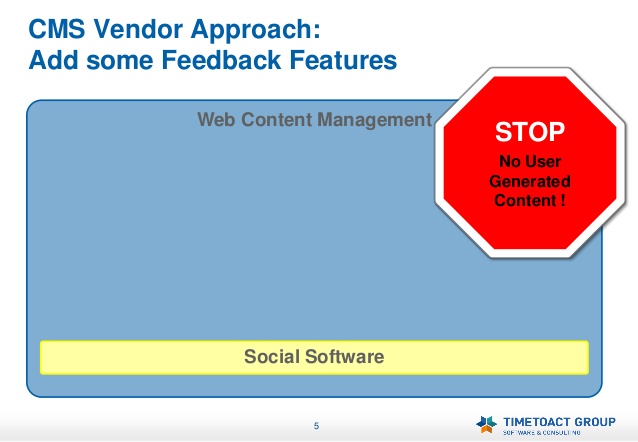 CMS Vendor Approach:
Add some Feedback Features
Web Content Management
STOP
No User
Generated
Content !
Social Software
5
TIMETOACT GROUP
SOFTWARE & CONSULTING